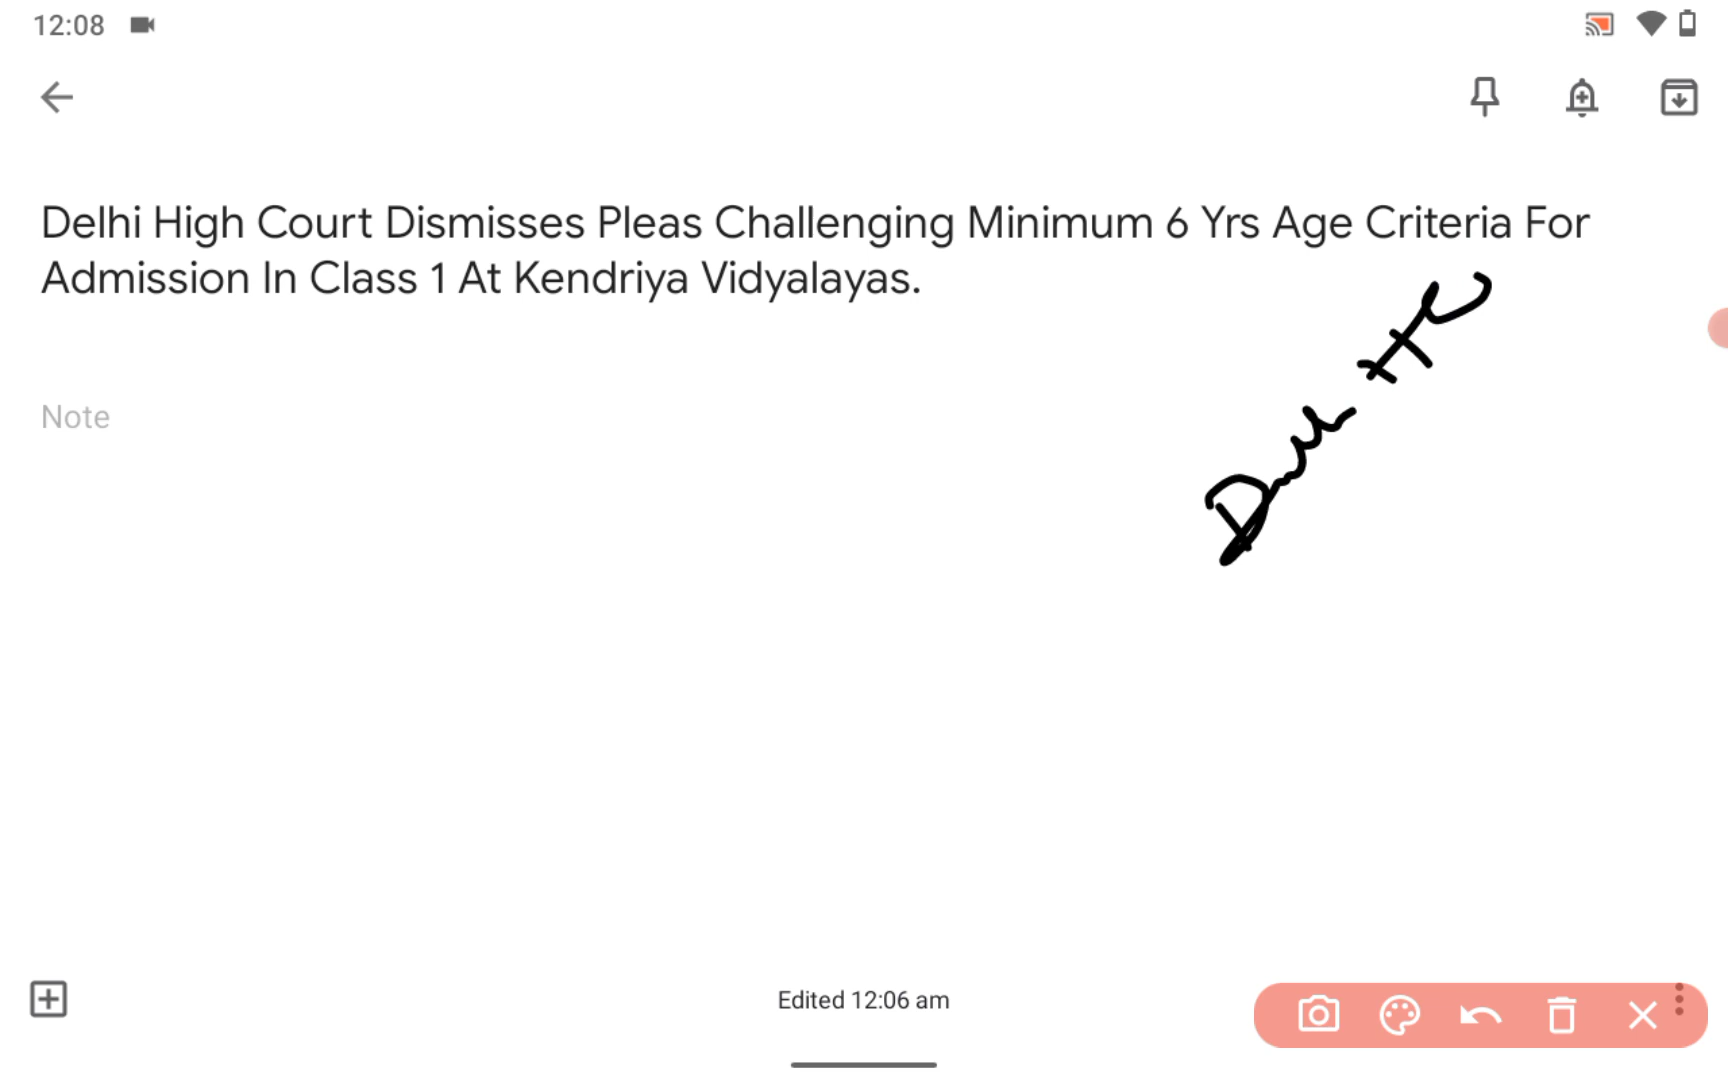 12:08
Delhi High Court Dismisses Pleas Challenging Minimum 6 Yrs Age Criteria For
Admission In Class 1 At Kendriya Vidyalayas.
HC
Note
Edited 12:06 am